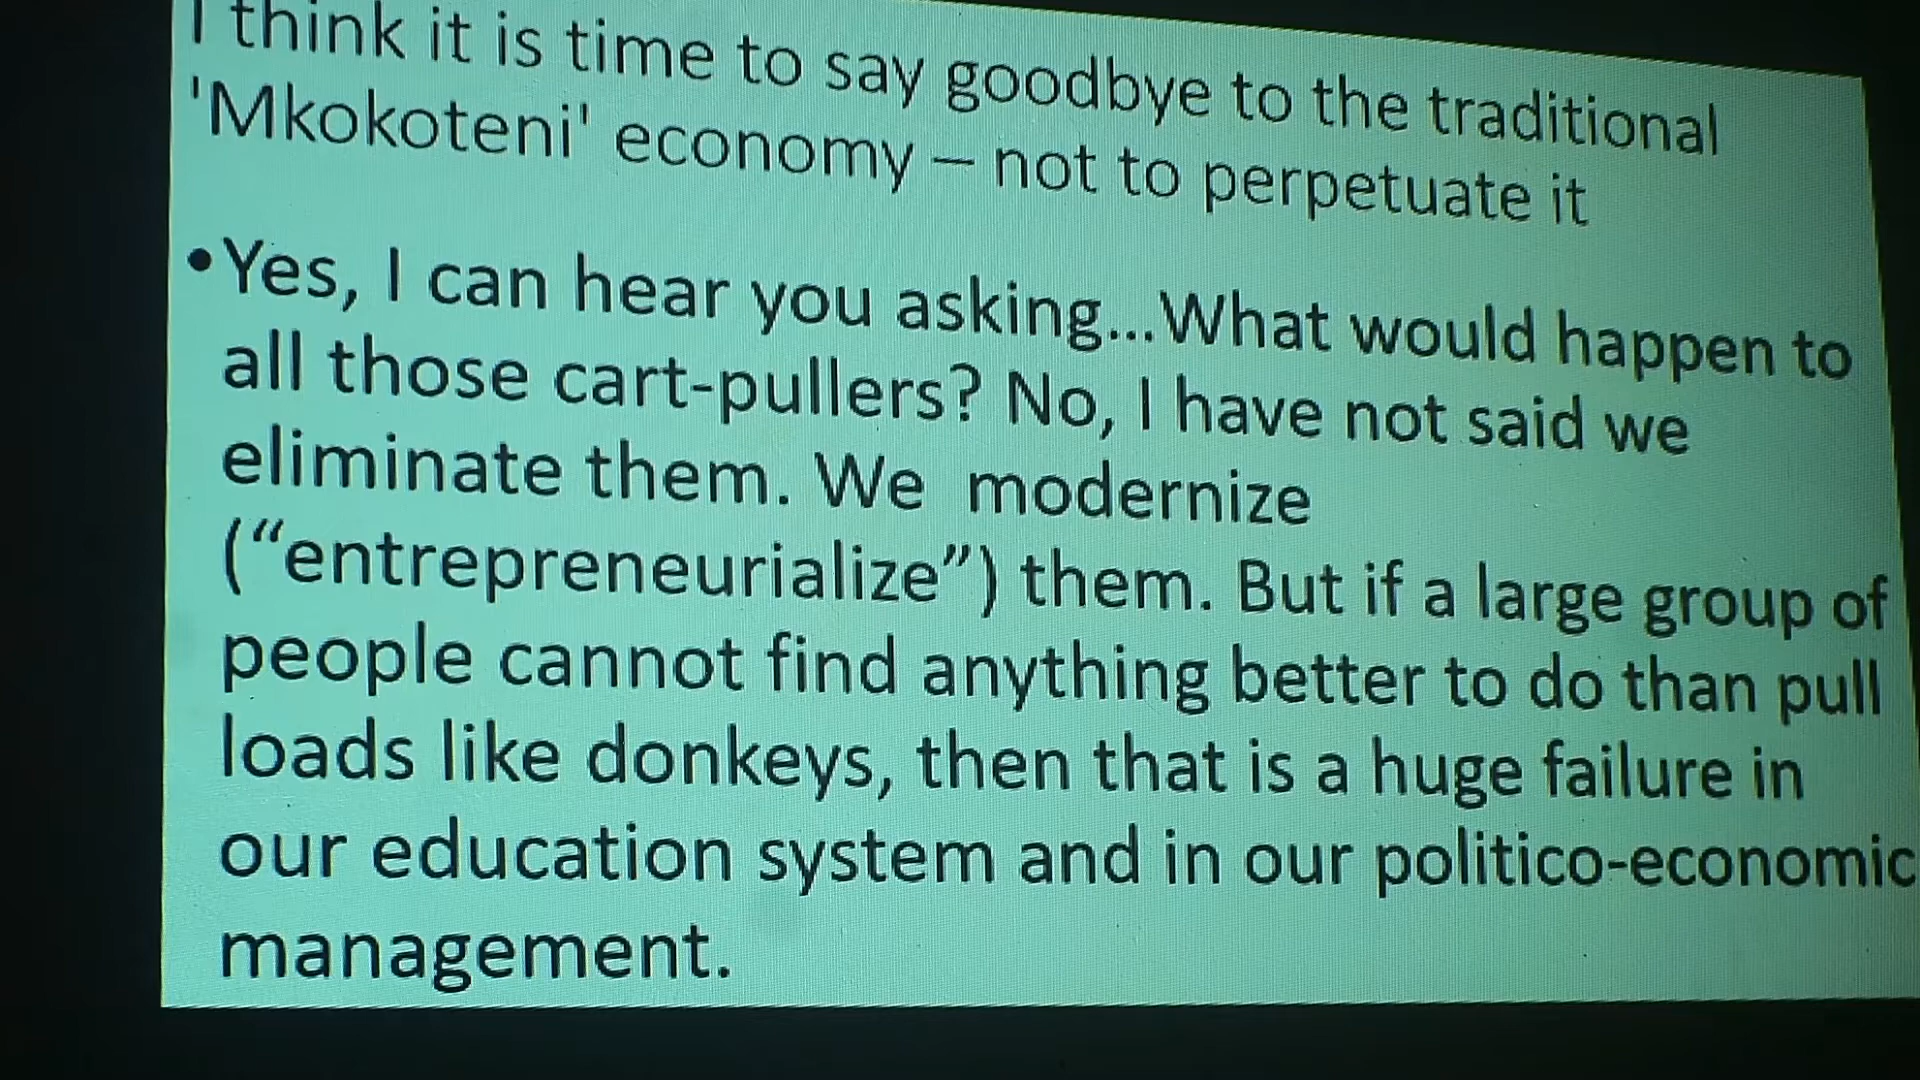 I think it is time to say goodbye to the traditional
'Mkokoteni' economy – not to perpetuate it
•Yes, I can hear you asking...What would happen to
all those cart-pullers? No, I have not said we
eliminate them. We modernize
(“entrepreneurialize”) them. But if a large group of
people cannot find anything better to do than pull
loads like donkeys, then that is a huge failure in
our education system and in our politico-economic
management.